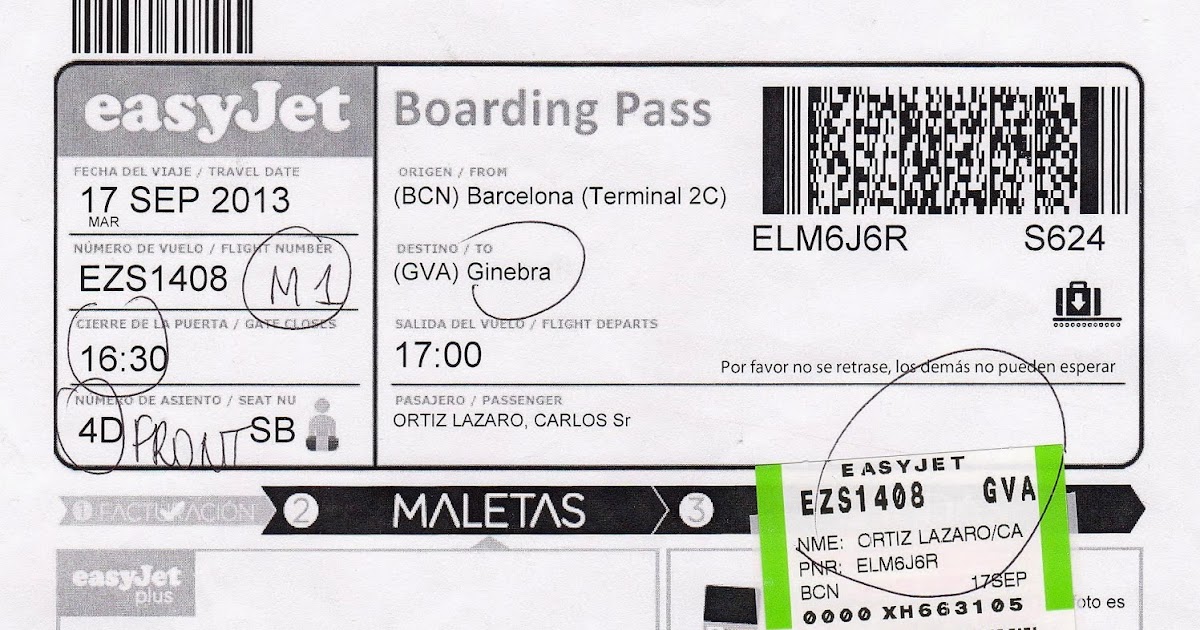 easyJet
Boarding Pass
FECHA DEL VIAJE / TRAVEL DATE
17 SEP 2013
MAR
ORIGEN / FROM
(BCN) Barcelona (Terminal 2C)
ELM6J6R S624
NÚMERO DE VUELO / FLIGHT NUMBER
EZS1408 M1
DESTINO / TO
(GVA) Ginebra
CIERRE DE LA PUERTA / GATE CLOSES
16:30
SALIDA DEL VUELO / FLIGHT DEPARTS
17:00
Por favor no se retrase, los demás no pueden esperar
NÚMERO DE ASIENTO / SEAT NU
4D FRONT SB
PASAJERO / PASSENGER
ORTIZ LAZARO, CARLOS Sr
1 FACTURACIÓN 2 MALETAS 3
EASYJET
EZS1408 GVA
NME: ORTIZ LAZARO/CA
PNR: ELM6J6R
BCN 17SEP
0000 XH663105
easyJet
plus
foto es